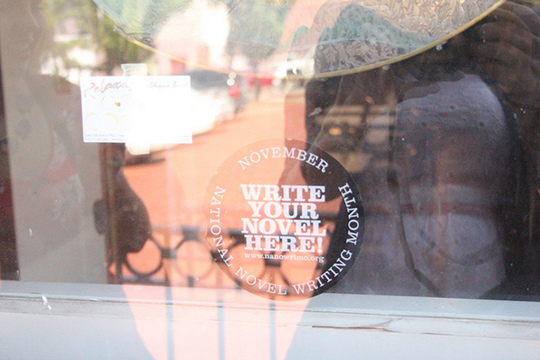 NOVEMBER
WRITE
YOUR
NOVEL
HERE!
www.nanowrimo.org
NATIONAL NOVEL WRITING MONTH